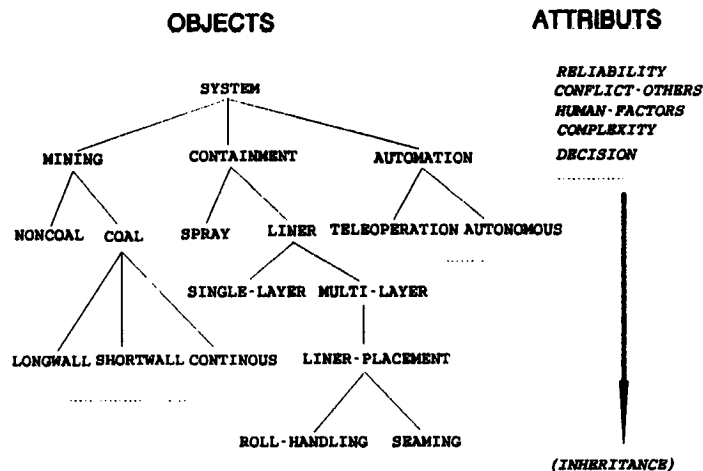 OBJECTS
ATTRIBUTS
SYSTEM
RELIABILITY
CONFLICT-OTHERS
HUMAN-FACTORS
COMPLEXITY
DECISION
MINING CONTAINMENT AUTOMATION
NONCOAL COAL SPRAY LINER TELEOPERATION AUTONOMOUS
SINGLE-LAYER MULTI-LAYER
LONGWALL SHORTWALL CONTINOUS LINER-PLACEMENT
ROLL-HANDLING SEAMING
(INHERITANCE)